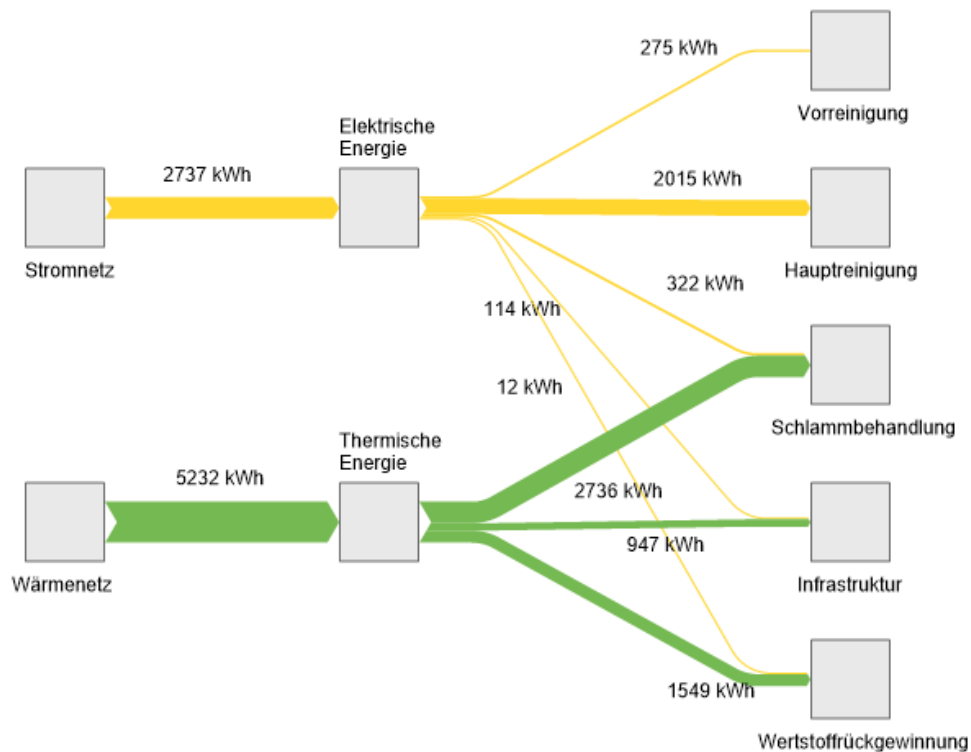 275 kWh
Vorreinigung
Elektrische
Energie
2737 kWh
2015 kWh
Stromnetz
Hauptreinigung
322 kWh
114 kWh
12 kWh
Schlammbehandlung
Thermische
Energie
5232 kWh
2736 kWh
947 kWh
Wärmenetz
Infrastruktur
1549 kWh
Wertstoffrückgewinnung